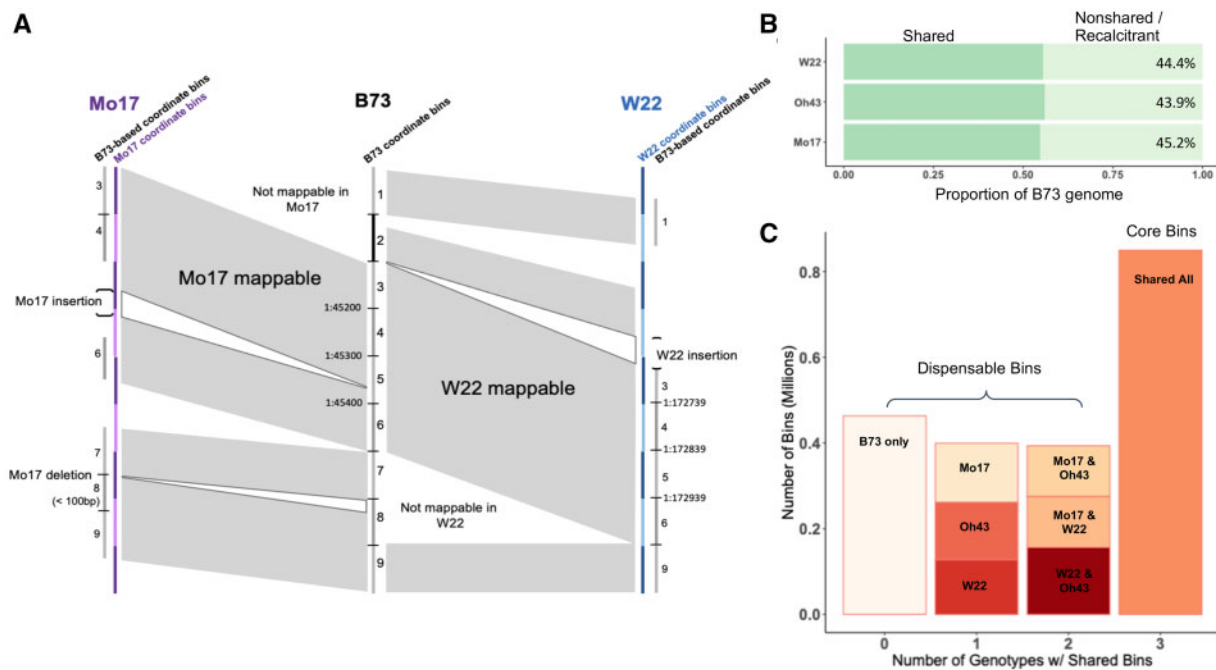 A
Mo17
B73-based coordinate bins
Mo17 coordinate bins
B73
B73 coordinate bins
W22
W22 coordinate bins
B73-based coordinate bins
3
4
6
7
8
(< 100bp)
9
Mo17 insertion
Mo17 deletion
Not mappable in
Mo17
Mo17 mappable
1:45200
1:45300
1:45400
1
2
3
4
5
6
7
8
9
W22 mappable
Not mappable in
W22
W22 insertion
1
3
1:172739
4
1:172839
5
1:172939
6
9
B
Shared
Nonshared /
Recalcitrant
W22
44.4%
Oh43
43.9%
Mo17
45.2%
0.00
0.25
0.50
0.75
1.00
Proportion of B73 genome
C
Core Bins
Shared All
Dispensable Bins
B73 only
Mo17
Oh43
W22
Mo17 &
Oh43
Mo17 &
W22
W22 &
Oh43
Number of Bins (Millions)
0.8
0.6
0.4
0.2
0.0
0
1
2
3
Number of Genotypes w/ Shared Bins